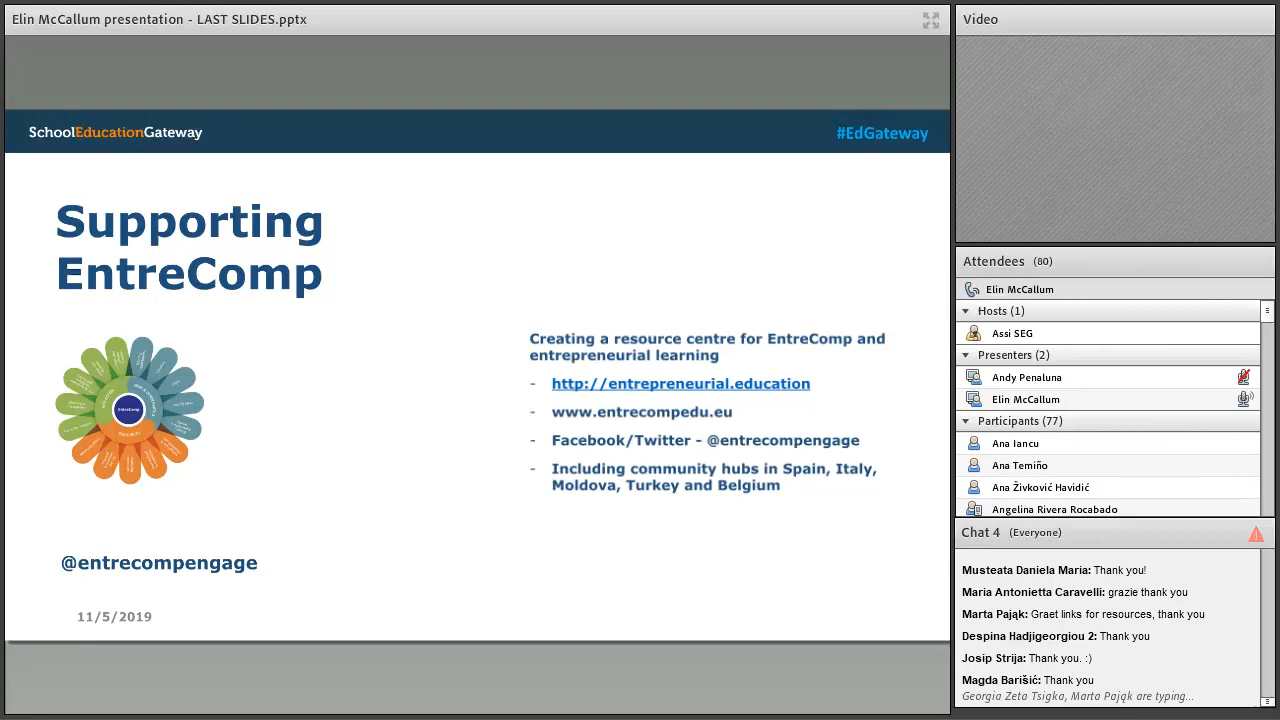 Elin McCallum presentation - LAST SLIDES.pptx
SchoolEducationGateway
#EdGateway
Supporting
EntreComp
EntreComp
Creating a resource centre for EntreComp and
entrepreneurial learning
- http://entrepreneurial.education
- www.entrecompedu.eu
- Facebook/Twitter - @entrecompengage
- Including community hubs in Spain, Italy,
Moldova, Turkey and Belgium
@entrecompengage
11/5/2019
Video
Attendees (80)
Elin McCallum
Hosts (1)
Assi SEG
Presenters (2)
Andy Penaluna
Elin McCallum
Participants (77)
Ana Iancu
Ana Temiño
Ana Živković Havidić
Angelina Rivera Rocabado
Chat 4 (Everyone)
Musteata Daniela Maria: Thank you!
Maria Antonietta Caravelli: grazie thank you
Marta Pająk: Graet links for resources, thank you
Despina Hadjigeorgiou 2: Thank you
Josip Strija: Thank you. :)
Magda Barišić: Thank you
Georgia Zeta Tsigka, Marta Pająk are typing...